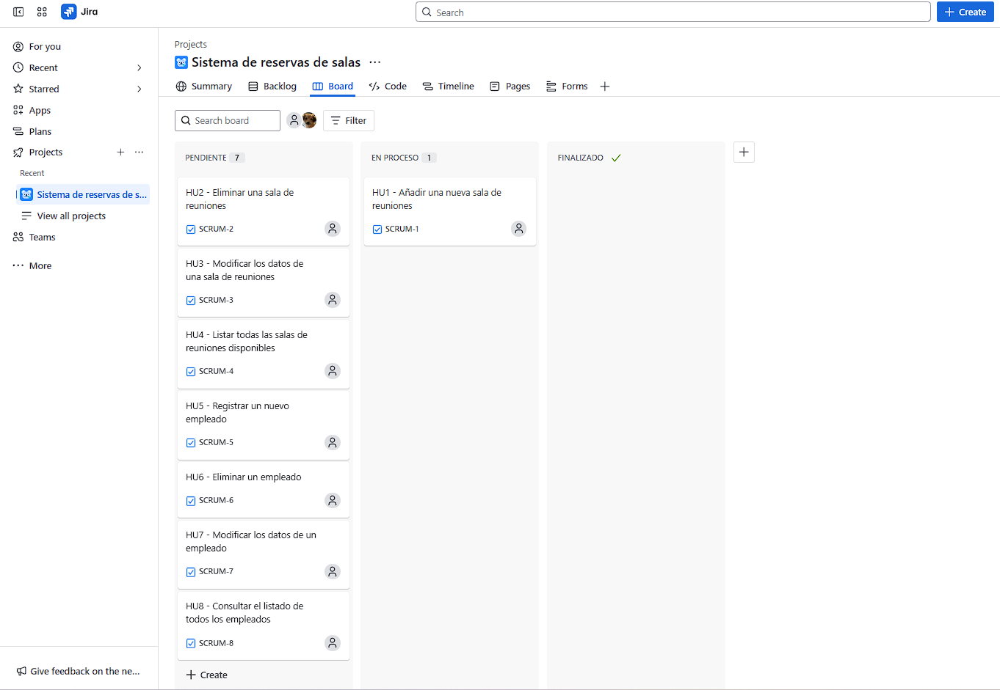 Jira
Search
Create
For you
Recent
Starred
Apps
Plans
Projects
Recent
Sistema de reservas de s...
View all projects
Teams
More
Give feedback on the ne...
Projects
Sistema de reservas de salas
Summary
Backlog
Board
Code
Timeline
Pages
Forms
Search board
Filter
PENDIENTE 7
HU2 - Eliminar una sala de
reuniones
SCRUM-2
HU3 - Modificar los datos de
una sala de reuniones
SCRUM-3
HU4 - Listar todas las salas de
reuniones disponibles
SCRUM-4
HU5 - Registrar un nuevo
empleado
SCRUM-5
HU6 - Eliminar un empleado
SCRUM-6
HU7 - Modificar los datos de un
empleado
SCRUM-7
HU8 - Consultar el listado de
todos los empleados
SCRUM-8
Create
EN PROCESO 1
HU1 - Añadir una nueva sala de
reuniones
SCRUM-1
FINALIZADO